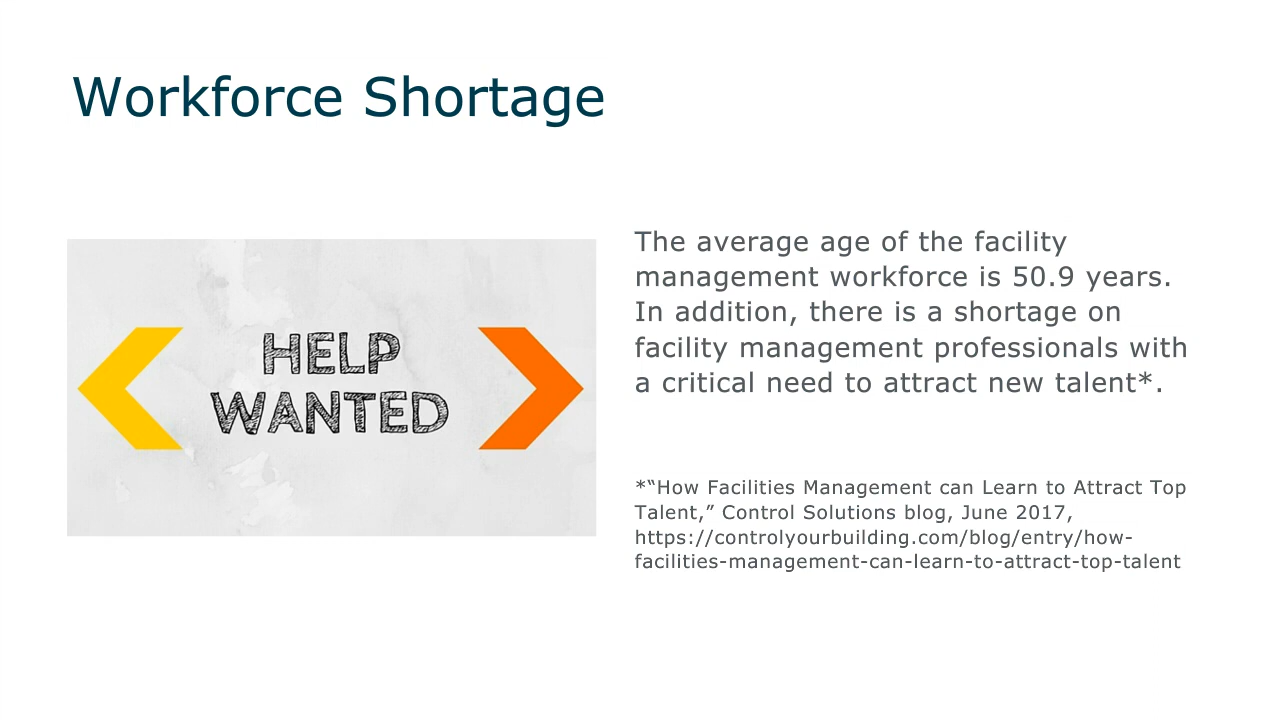 Workforce Shortage
HELP
WANTED
The average age of the facility
management workforce is 50.9 years.
In addition, there is a shortage on
facility management professionals with
a critical need to attract new talent*.
*“How Facilities Management can Learn to Attract Top
Talent,” Control Solutions blog, June 2017,
https://controlyourbuilding.com/blog/entry/how-
facilities-management-can-learn-to-attract-top-talent